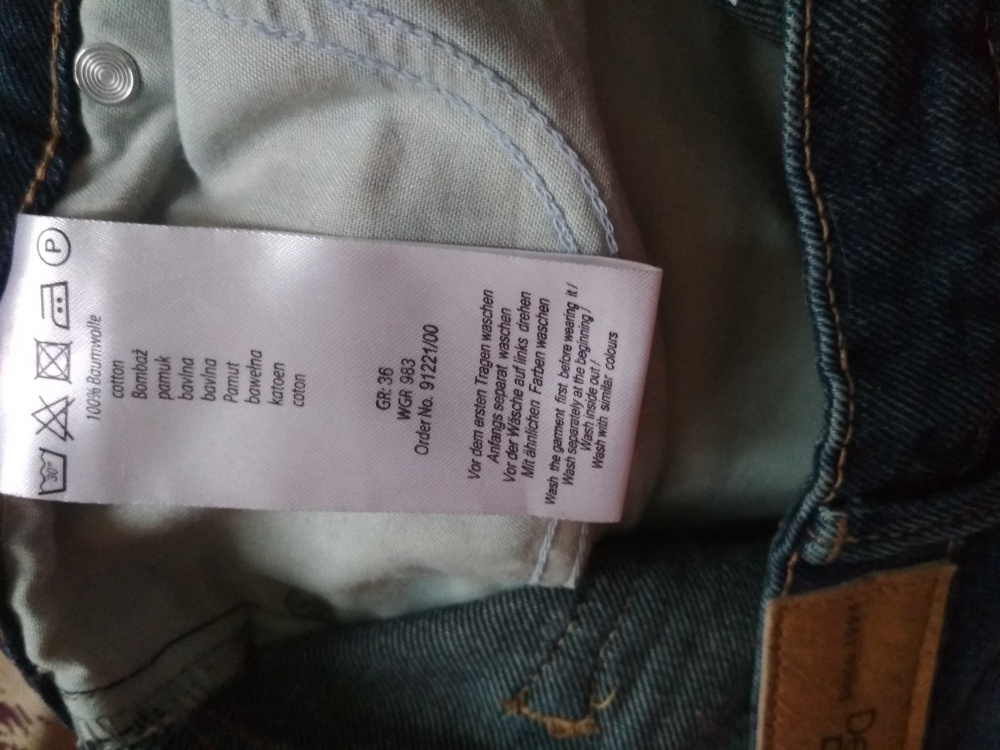 30°
P
100% Baumwolle
cotton
Bombaž
pamuk
bavlna
bavlna
Pamut
bawełna
katoen
coton
GR: 36
WGR 983
Order No. 91221/00
Vor dem ersten Tragen waschen
Anfangs separat waschen
Vor der Wäsche auf links drehen
Mit ähnlichen Farben waschen
Wash the garment first before wearing it /
Wash separately at the beginning /
Wash inside out /
Wash with similar colours